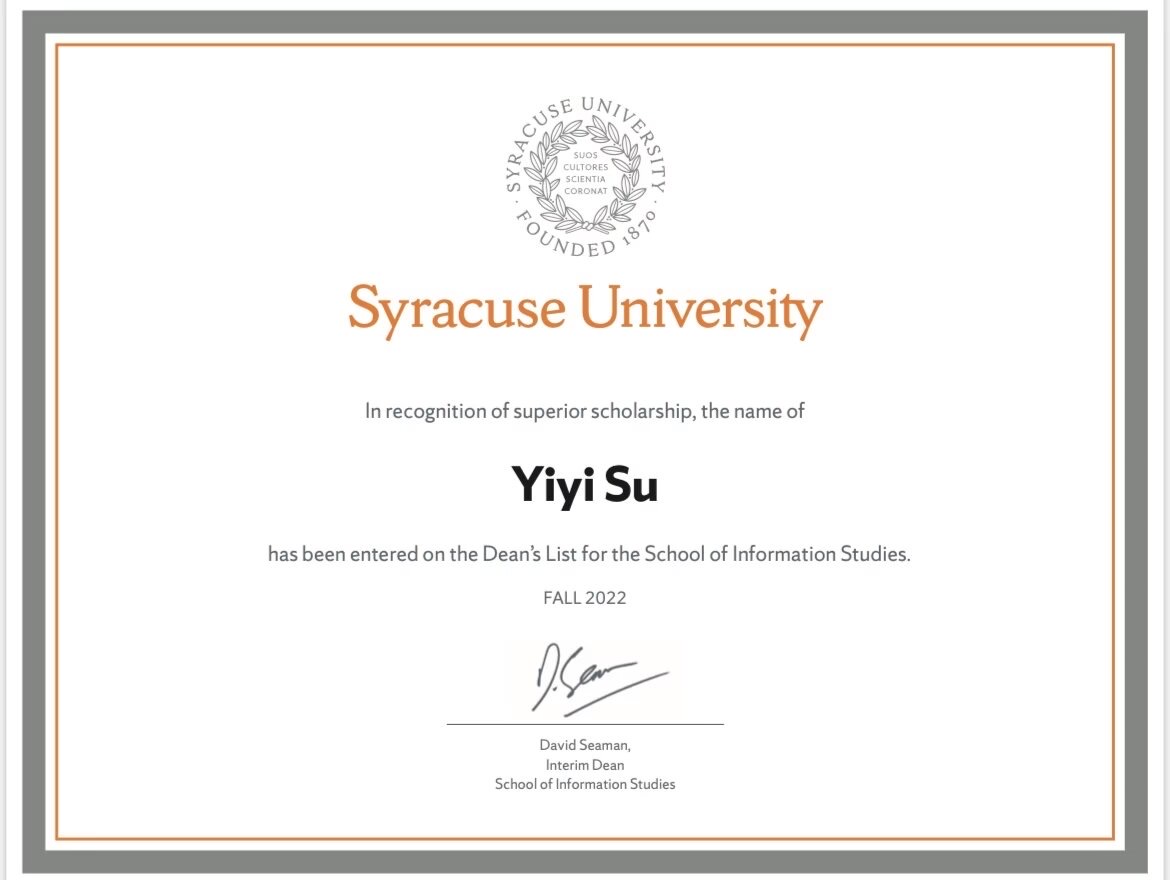 SYRACUSE UNIVERSITY
SUOS
CULTORES
SCIENTIA
CORONAT
· FOUNDED 1870 ·
Syracuse University
In recognition of superior scholarship, the name of
Yiyi Su
has been entered on the Dean’s List for the School of Information Studies.
FALL 2022
D. Seaman
David Seaman,
Interim Dean
School of Information Studies